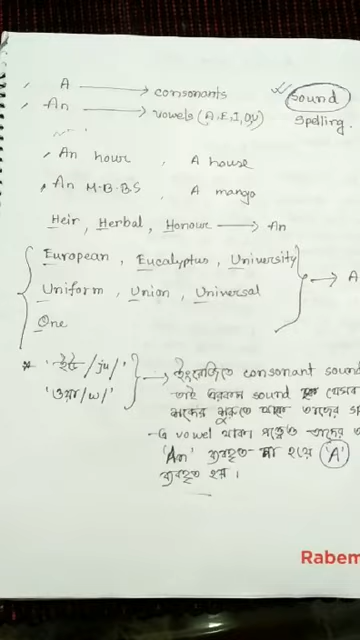 A → consonants
An → vowels (A, E, I, O, U)
Sound
Spelling.
An hour , A house
An M.B.B.S , A mango
Heir, Herbal, Honour → An
European, Eucalyptus, University
Uniform, Union, Universal → A
One
* 'ইউ/ju/' → ইংরেজিতে consonant sound
'ওয়া/w/' তাই sound
শুরুতে তাদের
vowel থাকা সত্ত্বেও তাদের
'An' ব্যবহৃত না হয়ে 'A'
ব্যবহৃত হয়।
Rabem